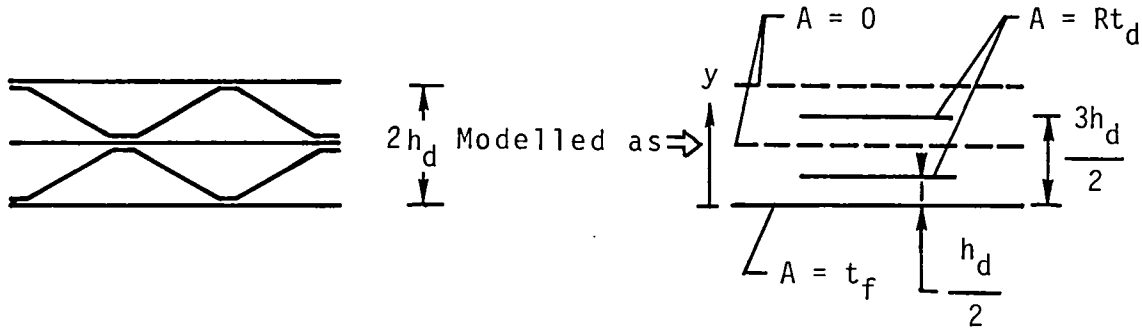 A = 0
A = Rt_d
y
2h_d Modelled as ⇒
3h_d
2
A = t_f
h_d
2